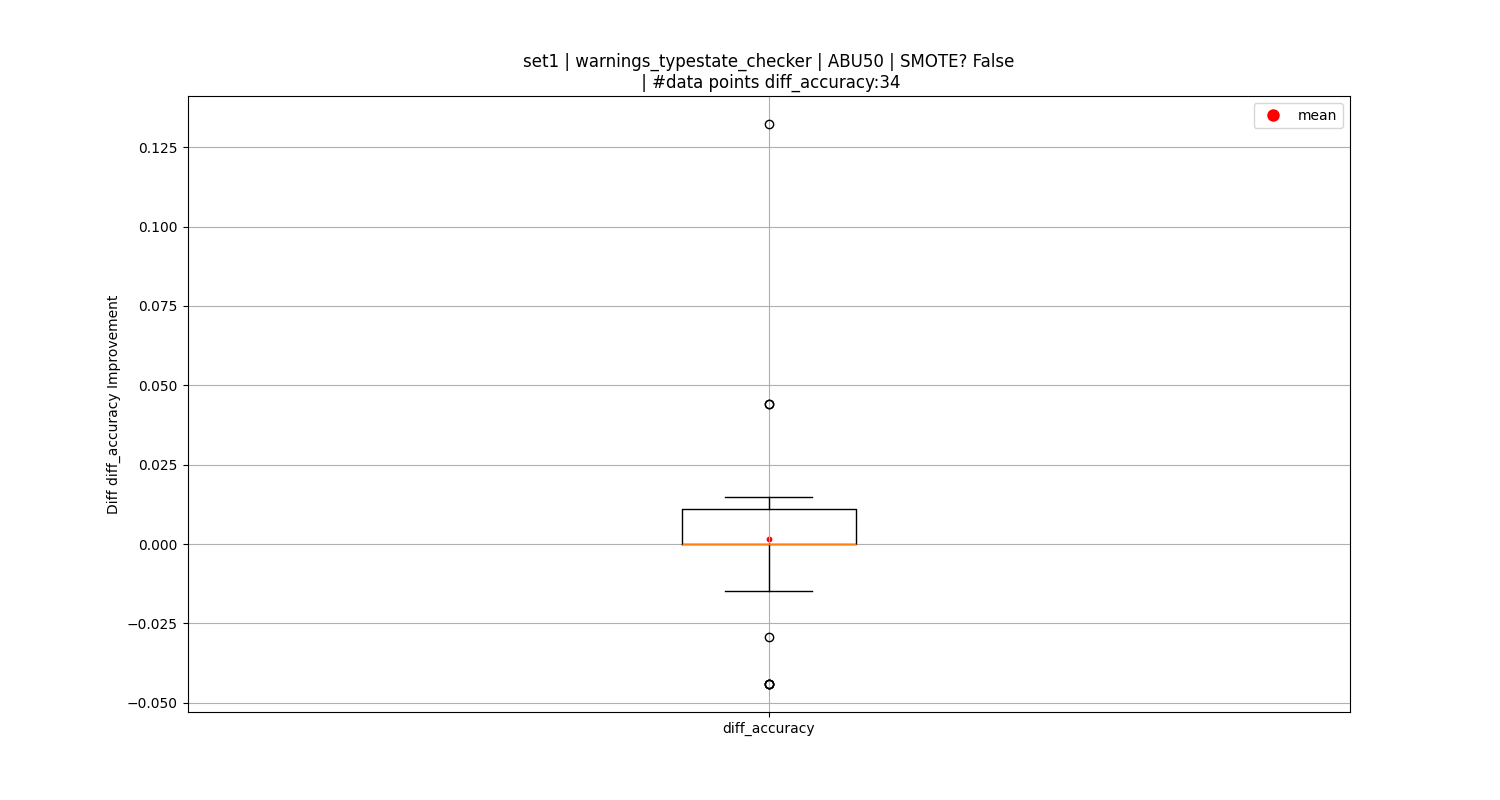 set1 | warnings_typestate_checker | ABU50 | SMOTE? False
| #data points diff_accuracy:34
mean
0.125
0.100
0.075
0.050
0.025
0.000
−0.025
−0.050
Diff diff_accuracy Improvement
diff_accuracy